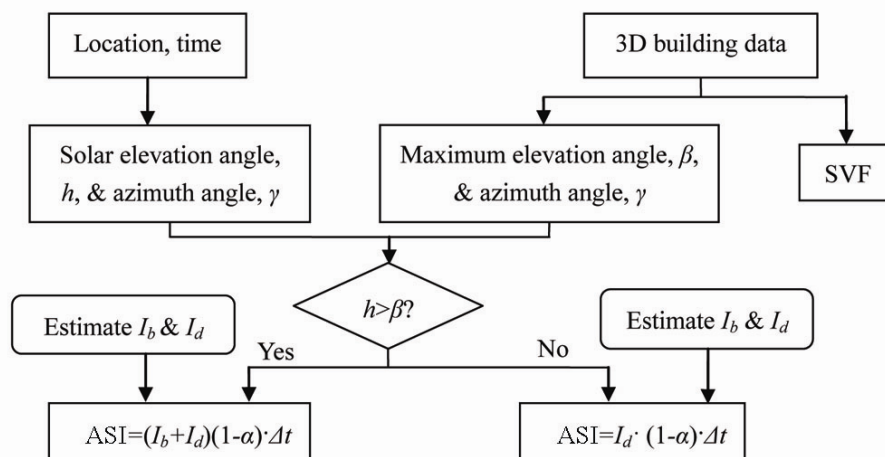 Location, time
3D building data
Solar elevation angle,
h, & azimuth angle, γ
Maximum elevation angle, β,
& azimuth angle, γ
SVF
h>β?
Estimate I_b & I_d
Estimate I_b & I_d
Yes
No
ASI=(I_b+I_d)(1-α)·Δt
ASI=I_d· (1-α)·Δt